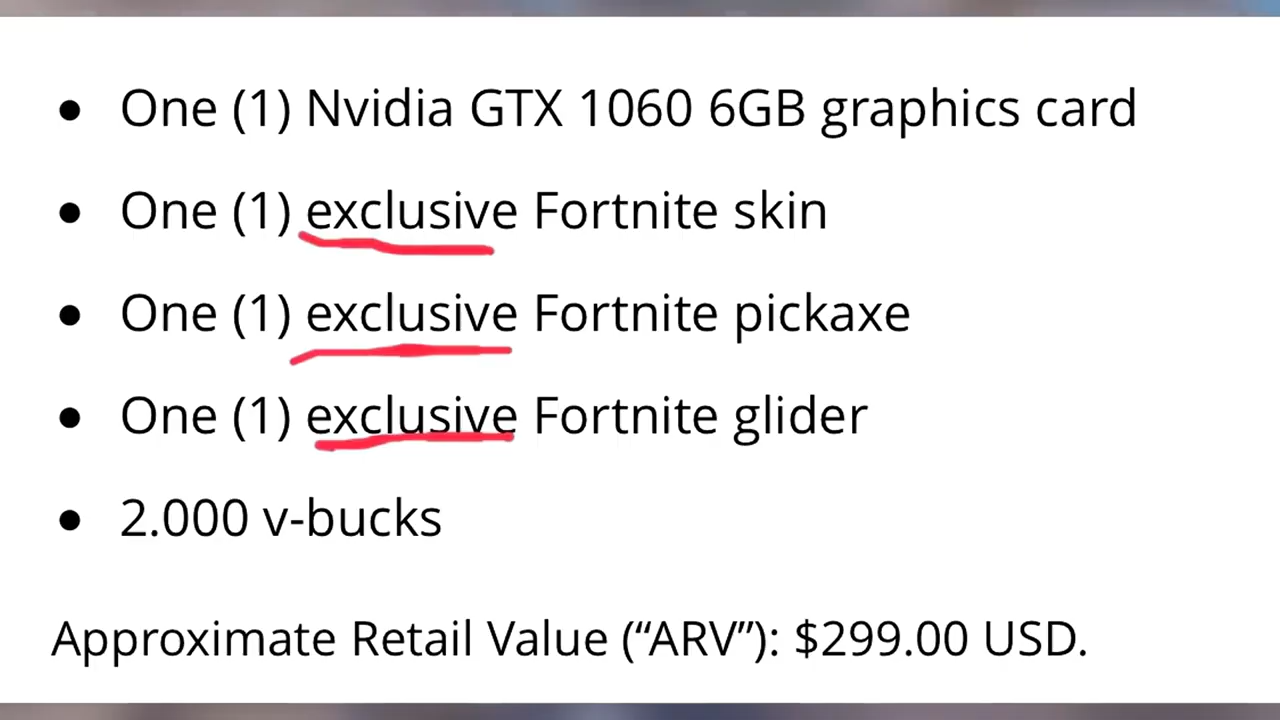 ● One (1) Nvidia GTX 1060 6GB graphics card
● One (1) exclusive Fortnite skin
● One (1) exclusive Fortnite pickaxe
● One (1) exclusive Fortnite glider
● 2.000 v-bucks
Approximate Retail Value (“ARV”): $299.00 USD.